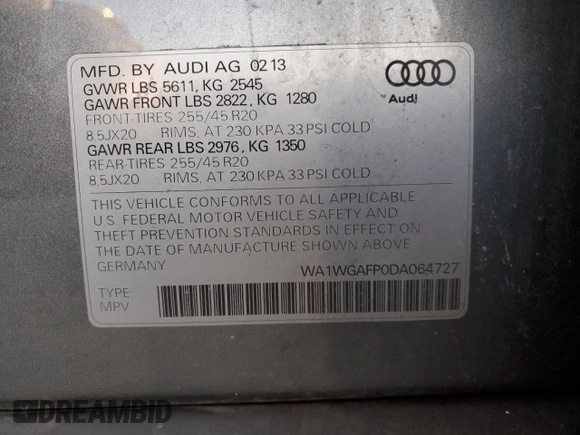 MFD. BY AUDI AG 02 13
GVWR LBS 5611, KG 2545
GAWR FRONT LBS 2822, KG 1280
FRONT-TIRES 255/45 R20
8,5JX20 RIMS, AT 230 KPA 33 PSI COLD
GAWR REAR LBS 2976, KG 1350
REAR-TIRES 255/45 R20
8,5JX20 RIMS, AT 230 KPA 33 PSI COLD
Audi
THIS VEHICLE CONFORMS TO ALL APPLICABLE
U.S. FEDERAL MOTOR VEHICLE SAFETY AND
THEFT PREVENTION STANDARDS IN EFFECT ON
THE DATE OF MANUFACTURE SHOWN ABOVE
GERMANY
WA1WGAFP0DA064727
TYPE:
MPV
DREAMBID